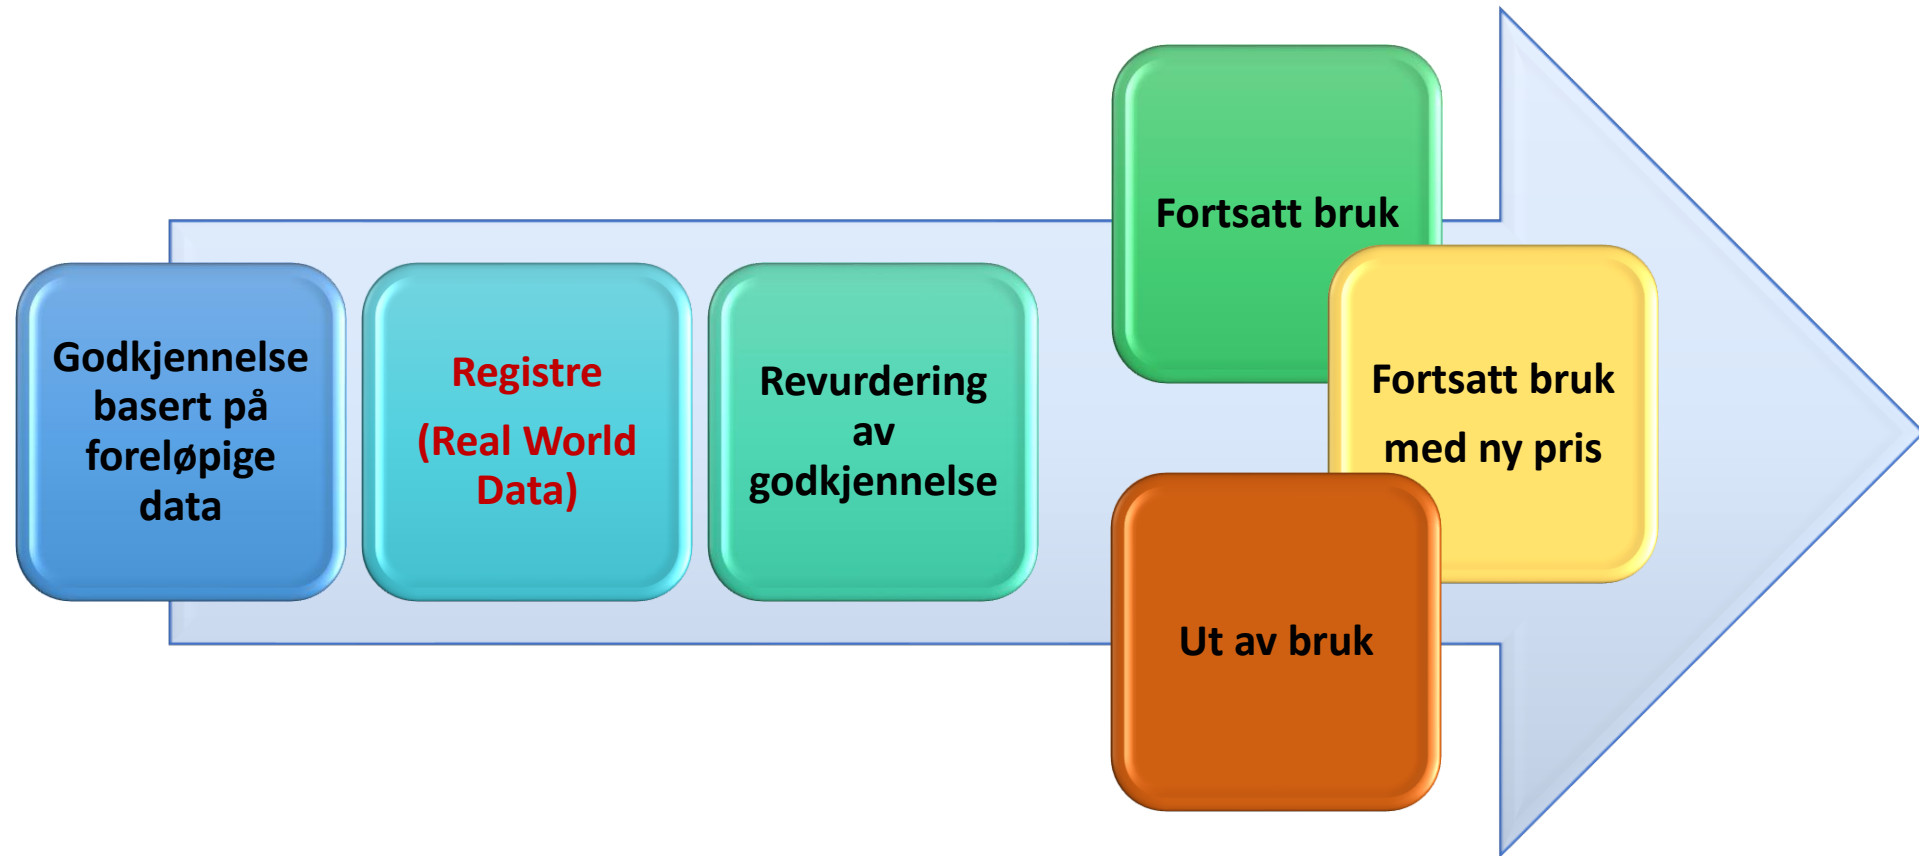 Godkjennelse
basert på
foreløpige
data
Registre
(Real World
Data)
Revurdering
av
godkjennelse
Fortsatt bruk
Fortsatt bruk
med ny pris
Ut av bruk